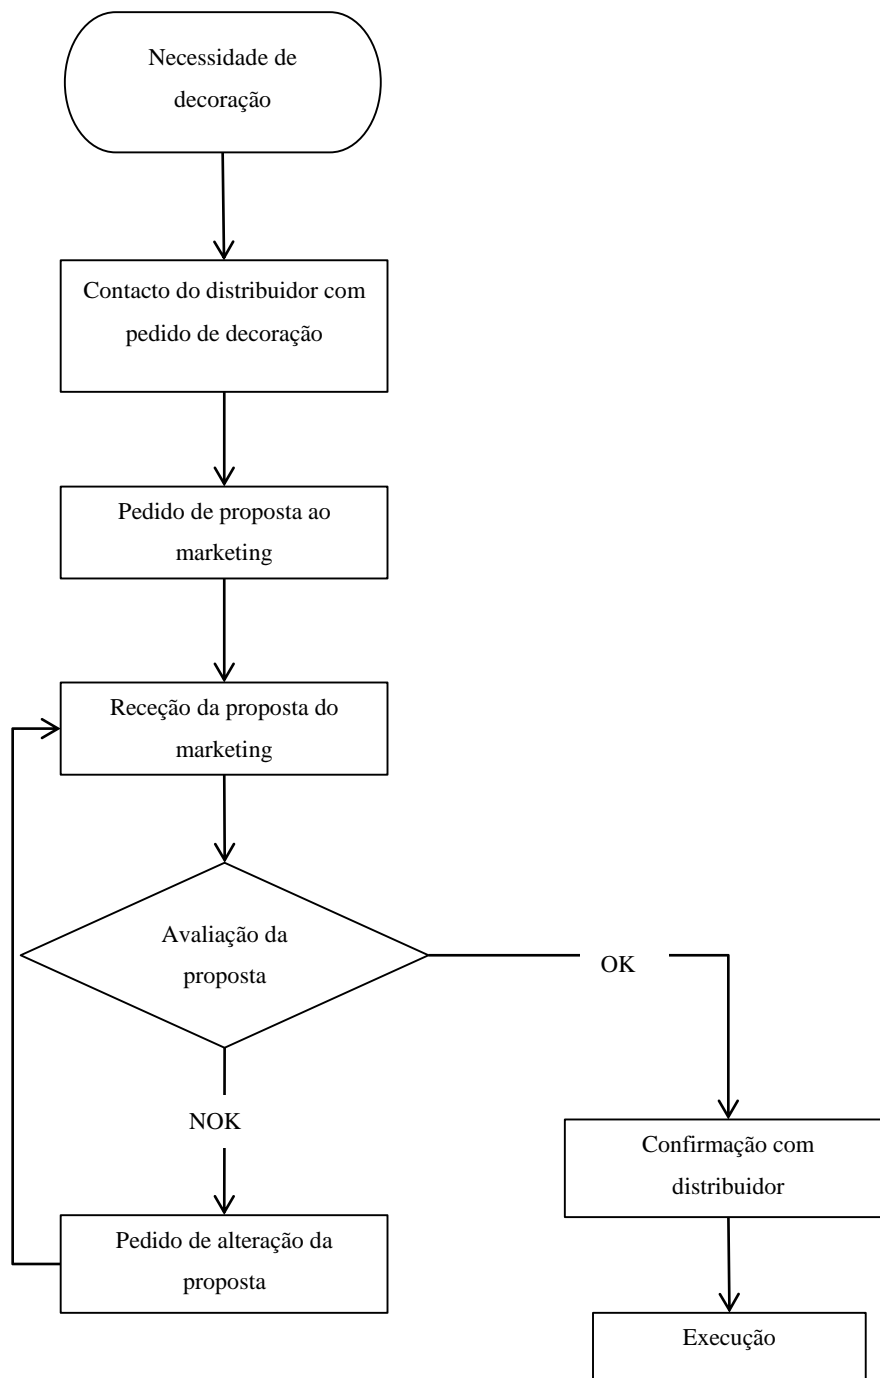 Necessidade de
decoração
Contacto do distribuidor com
pedido de decoração
Pedido de proposta ao
marketing
Receção da proposta do
marketing
Avaliação da
proposta
OK
NOK
Confirmação com
distribuidor
Pedido de alteração da
proposta
Execução